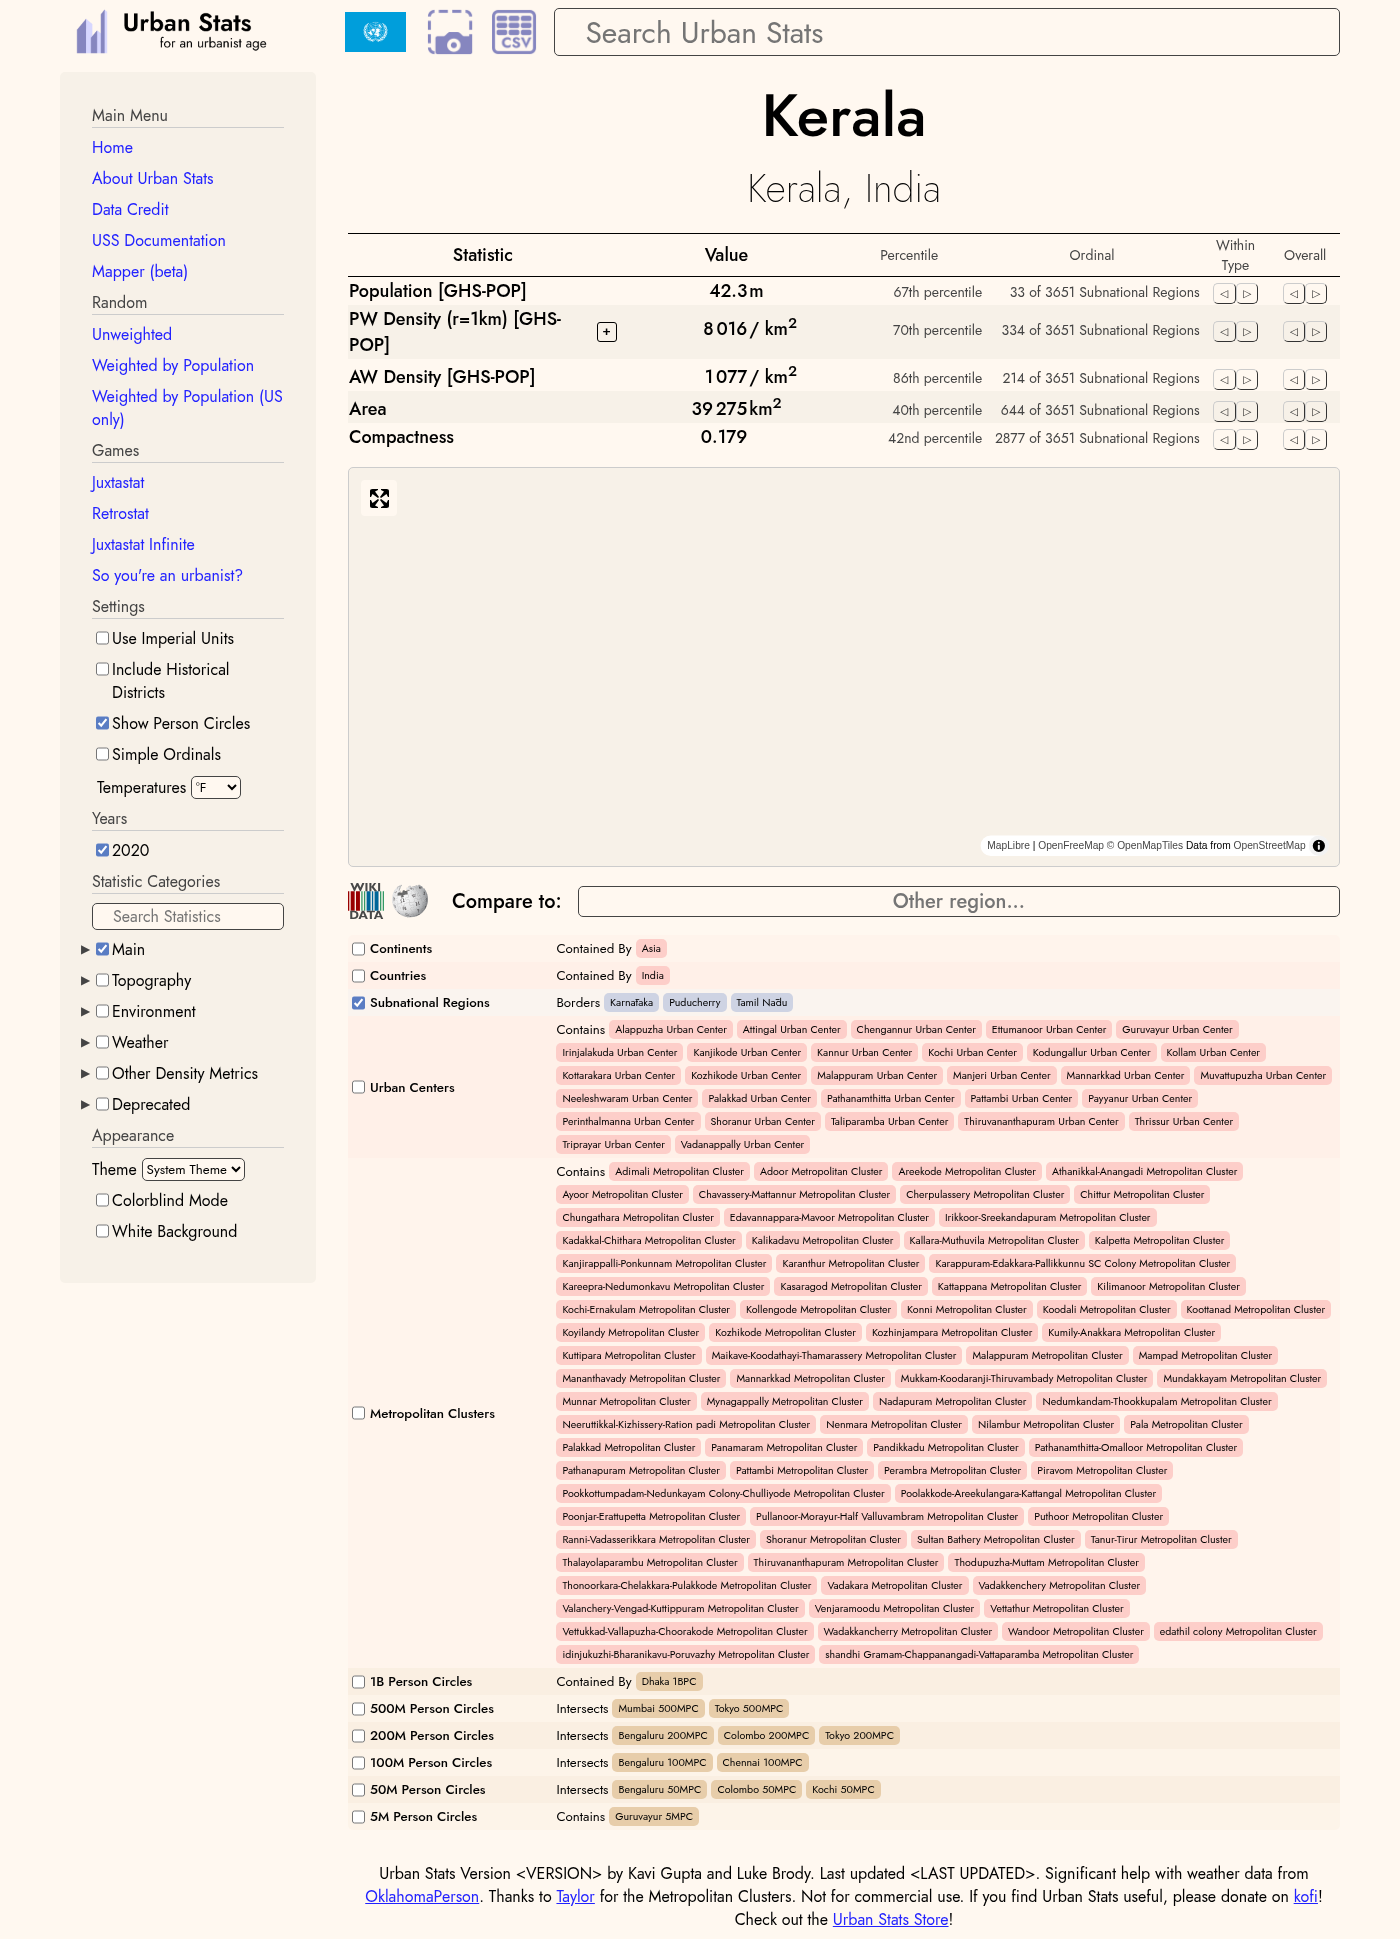 Urban Stats
for an urbanist age
CSV
Search Urban Stats
Main Menu
Home
About Urban Stats
Data Credit
USS Documentation
Mapper (beta)
Random
Unweighted
Weighted by Population
Weighted by Population (US
only)
Games
Juxtastat
Retrostat
Juxtastat Infinite
So you're an urbanist?
Settings
Use Imperial Units
Include Historical
Districts
Show Person Circles
Simple Ordinals
Temperatures °F
Years
2020
Statistic Categories
Search Statistics
Main
Topography
Environment
Weather
Other Density Metrics
Deprecated
Appearance
Theme System Theme
Colorblind Mode
White Background
Kerala
Kerala, India
Statistic Value Percentile Ordinal Within Type Overall
Population [GHS-POP] 42.3 m 67th percentile 33 of 3651 Subnational Regions
PW Density (r=1km) [GHS-POP] + 8 016 / km2 70th percentile 334 of 3651 Subnational Regions
AW Density [GHS-POP] 1 077 / km2 86th percentile 214 of 3651 Subnational Regions
Area 39 275 km2 40th percentile 644 of 3651 Subnational Regions
Compactness 0.179 42nd percentile 2877 of 3651 Subnational Regions
MapLibre | OpenFreeMap © OpenMapTiles Data from OpenStreetMap
WIKI
DATA
Compare to: Other region...
Continents Contained By Asia
Countries Contained By India
Subnational Regions Borders Karnātaka Puducherry Tamil Nādu
Urban Centers
Contains Alappuzha Urban Center Attingal Urban Center Chengannur Urban Center Ettumanoor Urban Center Guruvayur Urban Center
Irinjalakuda Urban Center Kanjikode Urban Center Kannur Urban Center Kochi Urban Center Kodungallur Urban Center Kollam Urban Center
Kottarakara Urban Center Kozhikode Urban Center Malappuram Urban Center Manjeri Urban Center Mannarkkad Urban Center Muvattupuzha Urban Center
Neeleshwaram Urban Center Palakkad Urban Center Pathanamthitta Urban Center Pattambi Urban Center Payyanur Urban Center
Perinthalmanna Urban Center Shoranur Urban Center Taliparamba Urban Center Thiruvananthapuram Urban Center Thrissur Urban Center
Triprayar Urban Center Vadanappally Urban Center
Metropolitan Clusters
Contains Adimali Metropolitan Cluster Adoor Metropolitan Cluster Areekode Metropolitan Cluster Athanikkal-Anangadi Metropolitan Cluster
Ayoor Metropolitan Cluster Chavassery-Mattannur Metropolitan Cluster Cherpulassery Metropolitan Cluster Chittur Metropolitan Cluster
Chungathara Metropolitan Cluster Edavannappara-Mavoor Metropolitan Cluster Irikkoor-Sreekandapuram Metropolitan Cluster
Kadakkal-Chithara Metropolitan Cluster Kalikadavu Metropolitan Cluster Kallara-Muthuvila Metropolitan Cluster Kalpetta Metropolitan Cluster
Kanjirappalli-Ponkunnam Metropolitan Cluster Karanthur Metropolitan Cluster Karappuram-Edakkara-Pallikkunnu SC Colony Metropolitan Cluster
Kareepra-Nedumonkavu Metropolitan Cluster Kasaragod Metropolitan Cluster Kattappana Metropolitan Cluster Kilimanoor Metropolitan Cluster
Kochi-Ernakulam Metropolitan Cluster Kollengode Metropolitan Cluster Konni Metropolitan Cluster Koodali Metropolitan Cluster Koottanad Metropolitan Cluster
Koyilandy Metropolitan Cluster Kozhikode Metropolitan Cluster Kozhinjampara Metropolitan Cluster Kumily-Anakkara Metropolitan Cluster
Kuttipara Metropolitan Cluster Maikave-Koodathayi-Thamarassery Metropolitan Cluster Malappuram Metropolitan Cluster Mampad Metropolitan Cluster
Mananthavady Metropolitan Cluster Mannarkkad Metropolitan Cluster Mukkam-Koodaranji-Thiruvambady Metropolitan Cluster Mundakkayam Metropolitan Cluster
Munnar Metropolitan Cluster Mynagappally Metropolitan Cluster Nadapuram Metropolitan Cluster Nedumkandam-Thookkupalam Metropolitan Cluster
Neeruttikkal-Kizhissery-Ration padi Metropolitan Cluster Nenmara Metropolitan Cluster Nilambur Metropolitan Cluster Pala Metropolitan Cluster
Palakkad Metropolitan Cluster Panamaram Metropolitan Cluster Pandikkadu Metropolitan Cluster Pathanamthitta-Omalloor Metropolitan Cluster
Pathanapuram Metropolitan Cluster Pattambi Metropolitan Cluster Perambra Metropolitan Cluster Piravom Metropolitan Cluster
Pookkottumpadam-Nedunkayam Colony-Chulliyode Metropolitan Cluster Poolakkode-Areekulangara-Kattangal Metropolitan Cluster
Poonjar-Erattupetta Metropolitan Cluster Pullanoor-Morayur-Half Valluvambram Metropolitan Cluster Puthoor Metropolitan Cluster
Ranni-Vadasserikkara Metropolitan Cluster Shoranur Metropolitan Cluster Sultan Bathery Metropolitan Cluster Tanur-Tirur Metropolitan Cluster
Thalayolaparambu Metropolitan Cluster Thiruvananthapuram Metropolitan Cluster Thodupuzha-Muttam Metropolitan Cluster
Thonoorkara-Chelakkara-Pulakkode Metropolitan Cluster Vadakara Metropolitan Cluster Vadakkenchery Metropolitan Cluster
Valanchery-Vengad-Kuttippuram Metropolitan Cluster Venjaramoodu Metropolitan Cluster Vettathur Metropolitan Cluster
Vettukkad-Vallapuzha-Choorakode Metropolitan Cluster Wadakkancherry Metropolitan Cluster Wandoor Metropolitan Cluster edathil colony Metropolitan Cluster
idinjukuzhi-Bharanikavu-Poruvazhy Metropolitan Cluster shandhi Gramam-Chappanangadi-Vattaparamba Metropolitan Cluster
1B Person Circles Contained By Dhaka 1BPC
500M Person Circles Intersects Mumbai 500MPC Tokyo 500MPC
200M Person Circles Intersects Bengaluru 200MPC Colombo 200MPC Tokyo 200MPC
100M Person Circles Intersects Bengaluru 100MPC Chennai 100MPC
50M Person Circles Intersects Bengaluru 50MPC Colombo 50MPC Kochi 50MPC
5M Person Circles Contains Guruvayur 5MPC
Urban Stats Version <VERSION> by Kavi Gupta and Luke Brody. Last updated <LAST UPDATED>. Significant help with weather data from
OklahomaPerson. Thanks to Taylor for the Metropolitan Clusters. Not for commercial use. If you find Urban Stats useful, please donate on kofi!
Check out the Urban Stats Store!